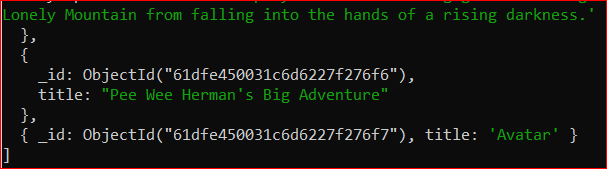 Lonely Mountain from falling into the hands of a rising darkness.'
  },
  {
    _id: ObjectId("61dfe450031c6d6227f276f6"),
    title: "Pee Wee Herman's Big Adventure"
  },
  { _id: ObjectId("61dfe450031c6d6227f276f7"), title: 'Avatar' }
]